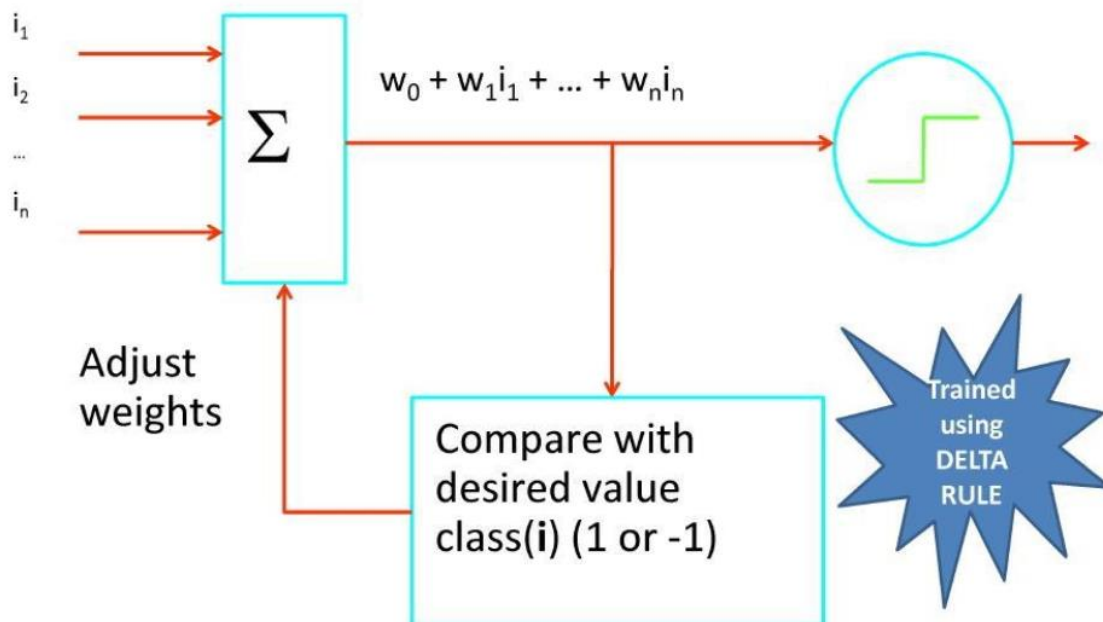 i₁
i₂
...
iₙ
Σ
w₀ + w₁i₁ + ... + wₙiₙ
Adjust
weights
Compare with
desired value
class(i) (1 or -1)
Trained
using
DELTA
RULE